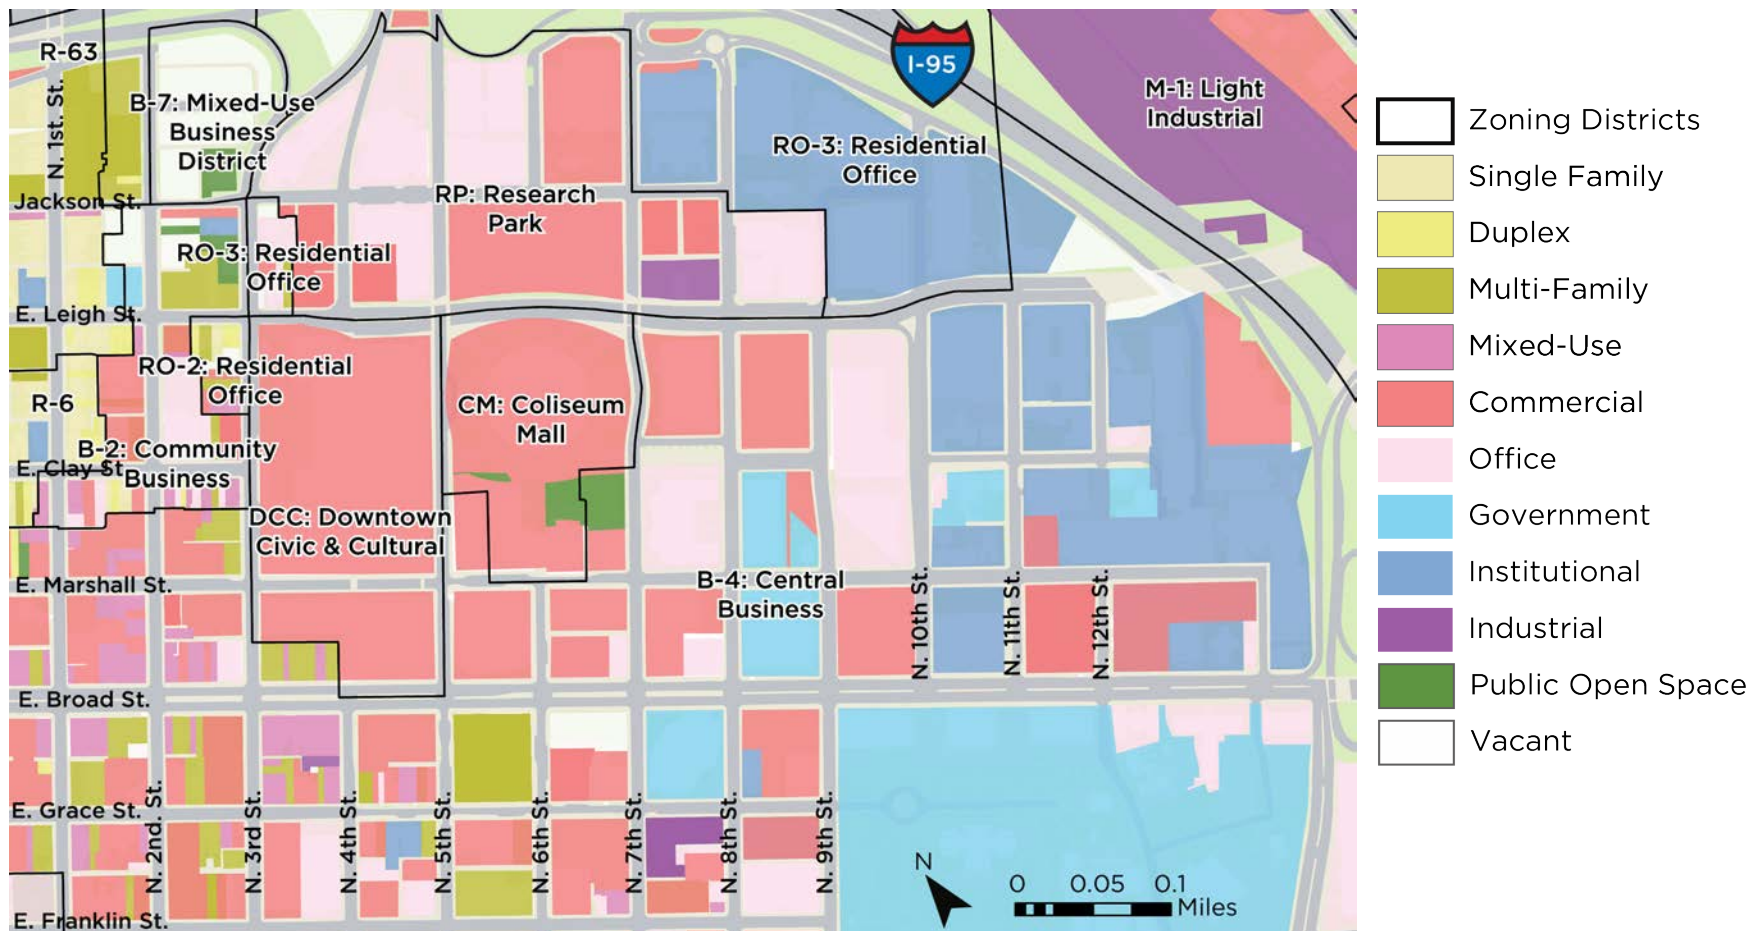 R-63
I-95
B-7: Mixed-Use
Business
District
M-1: Light
Industrial
N. 1st. St.
RO-3: Residential
Office
Jackson St.
RP: Research
Park
RO-3: Residential
Office
E. Leigh St.
RO-2: Residential
Office
R-6
CM: Coliseum
Mall
B-2: Community
Business
E. Clay St.
DCC: Downtown
Civic & Cultural
E. Marshall St.
B-4: Central
Business
N. 10th St.
N. 11th St.
N. 12th St.
E. Broad St.
E. Grace St.
N. 2nd. St.
N. 3rd St.
N. 4th St.
N. 5th St.
N. 6th St.
N. 7th St.
N. 8th St.
N. 9th St.
E. Franklin St.
N
0 0.05 0.1
Miles
Zoning Districts
Single Family
Duplex
Multi-Family
Mixed-Use
Commercial
Office
Government
Institutional
Industrial
Public Open Space
Vacant